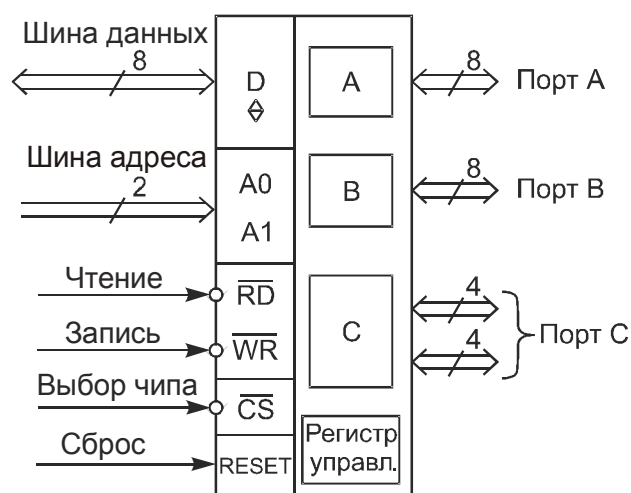 Шина данных
8
D
A
8
Порт A
Шина адреса
2
A0
A1
B
8
Порт B
Чтение
RD
Запись
WR
C
4
4
Порт C
Выбор чипа
CS
Сброс
RESET
Регистр
управл.